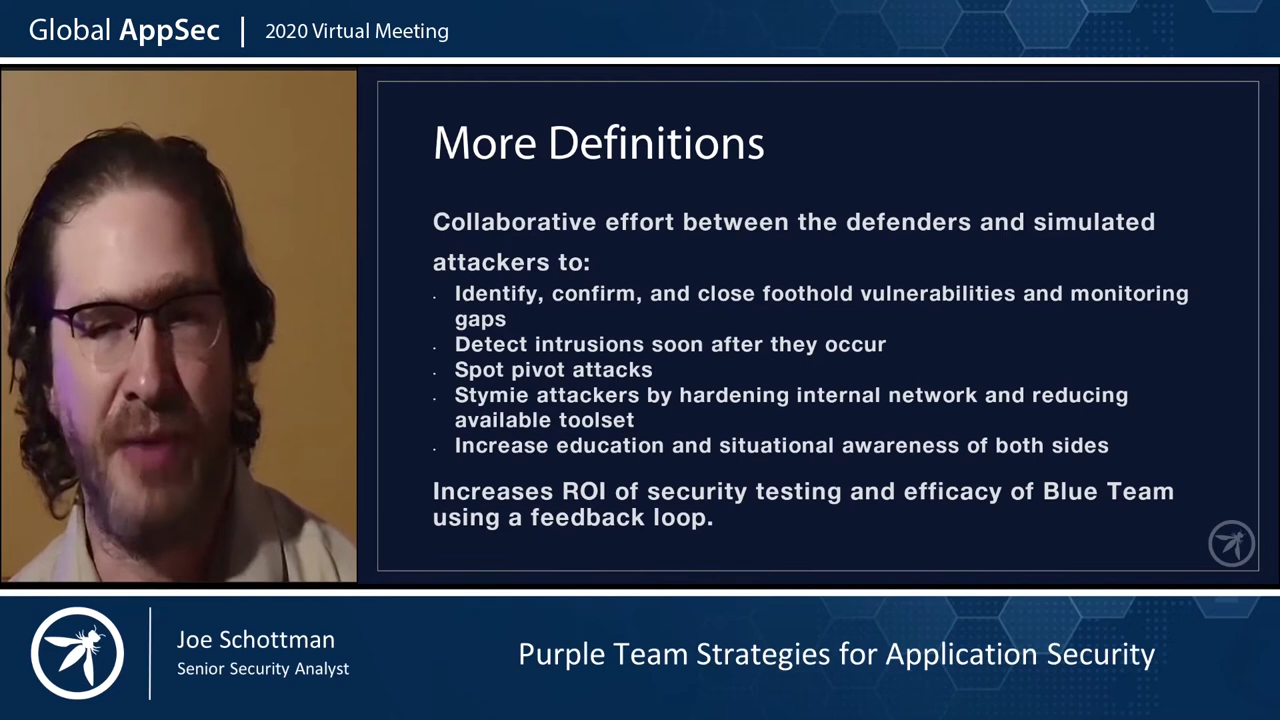 Global AppSec | 2020 Virtual Meeting
More Definitions
Collaborative effort between the defenders and simulated
attackers to:
· Identify, confirm, and close foothold vulnerabilities and monitoring
gaps
· Detect intrusions soon after they occur
· Spot pivot attacks
· Stymie attackers by hardening internal network and reducing
available toolset
· Increase education and situational awareness of both sides
Increases ROI of security testing and efficacy of Blue Team
using a feedback loop.
Joe Schottman
Senior Security Analyst
Purple Team Strategies for Application Security